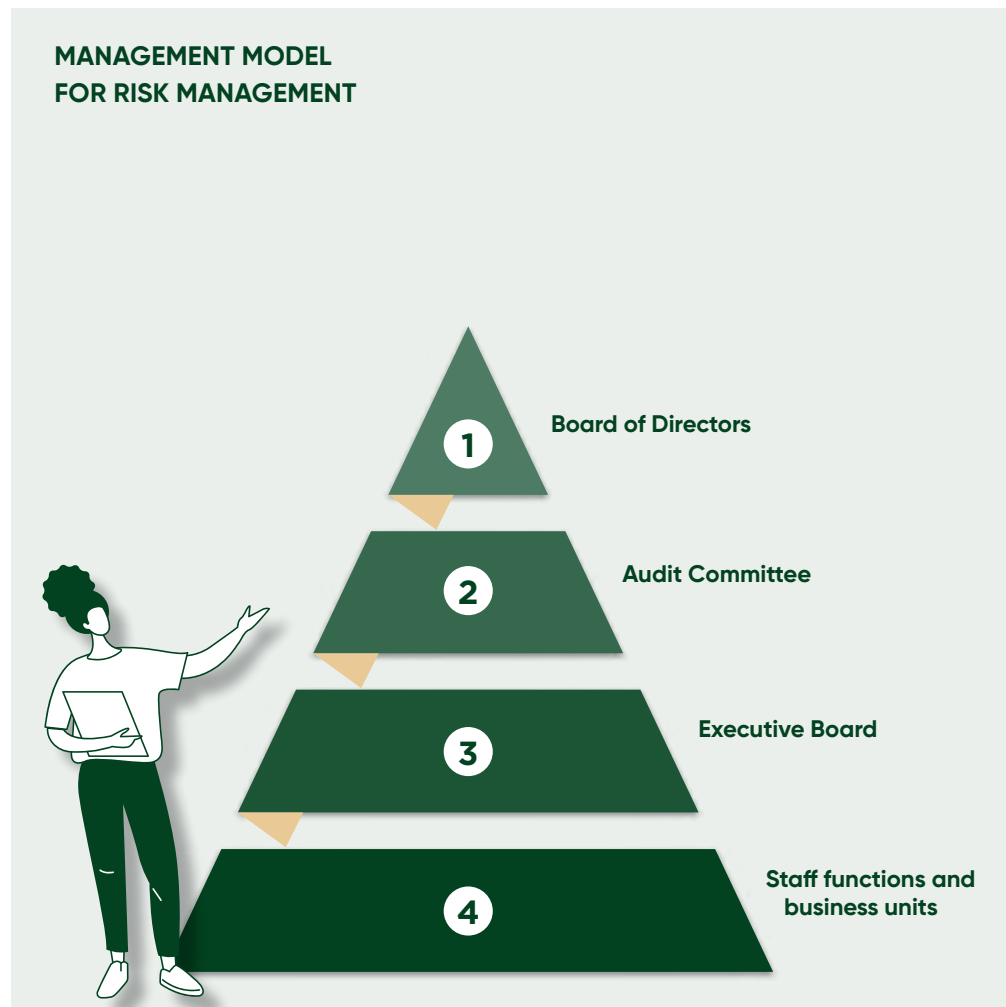 MANAGEMENT MODEL
FOR RISK MANAGEMENT
1
Board of Directors
2
Audit Committee
3
Executive Board
4
Staff functions and
business units